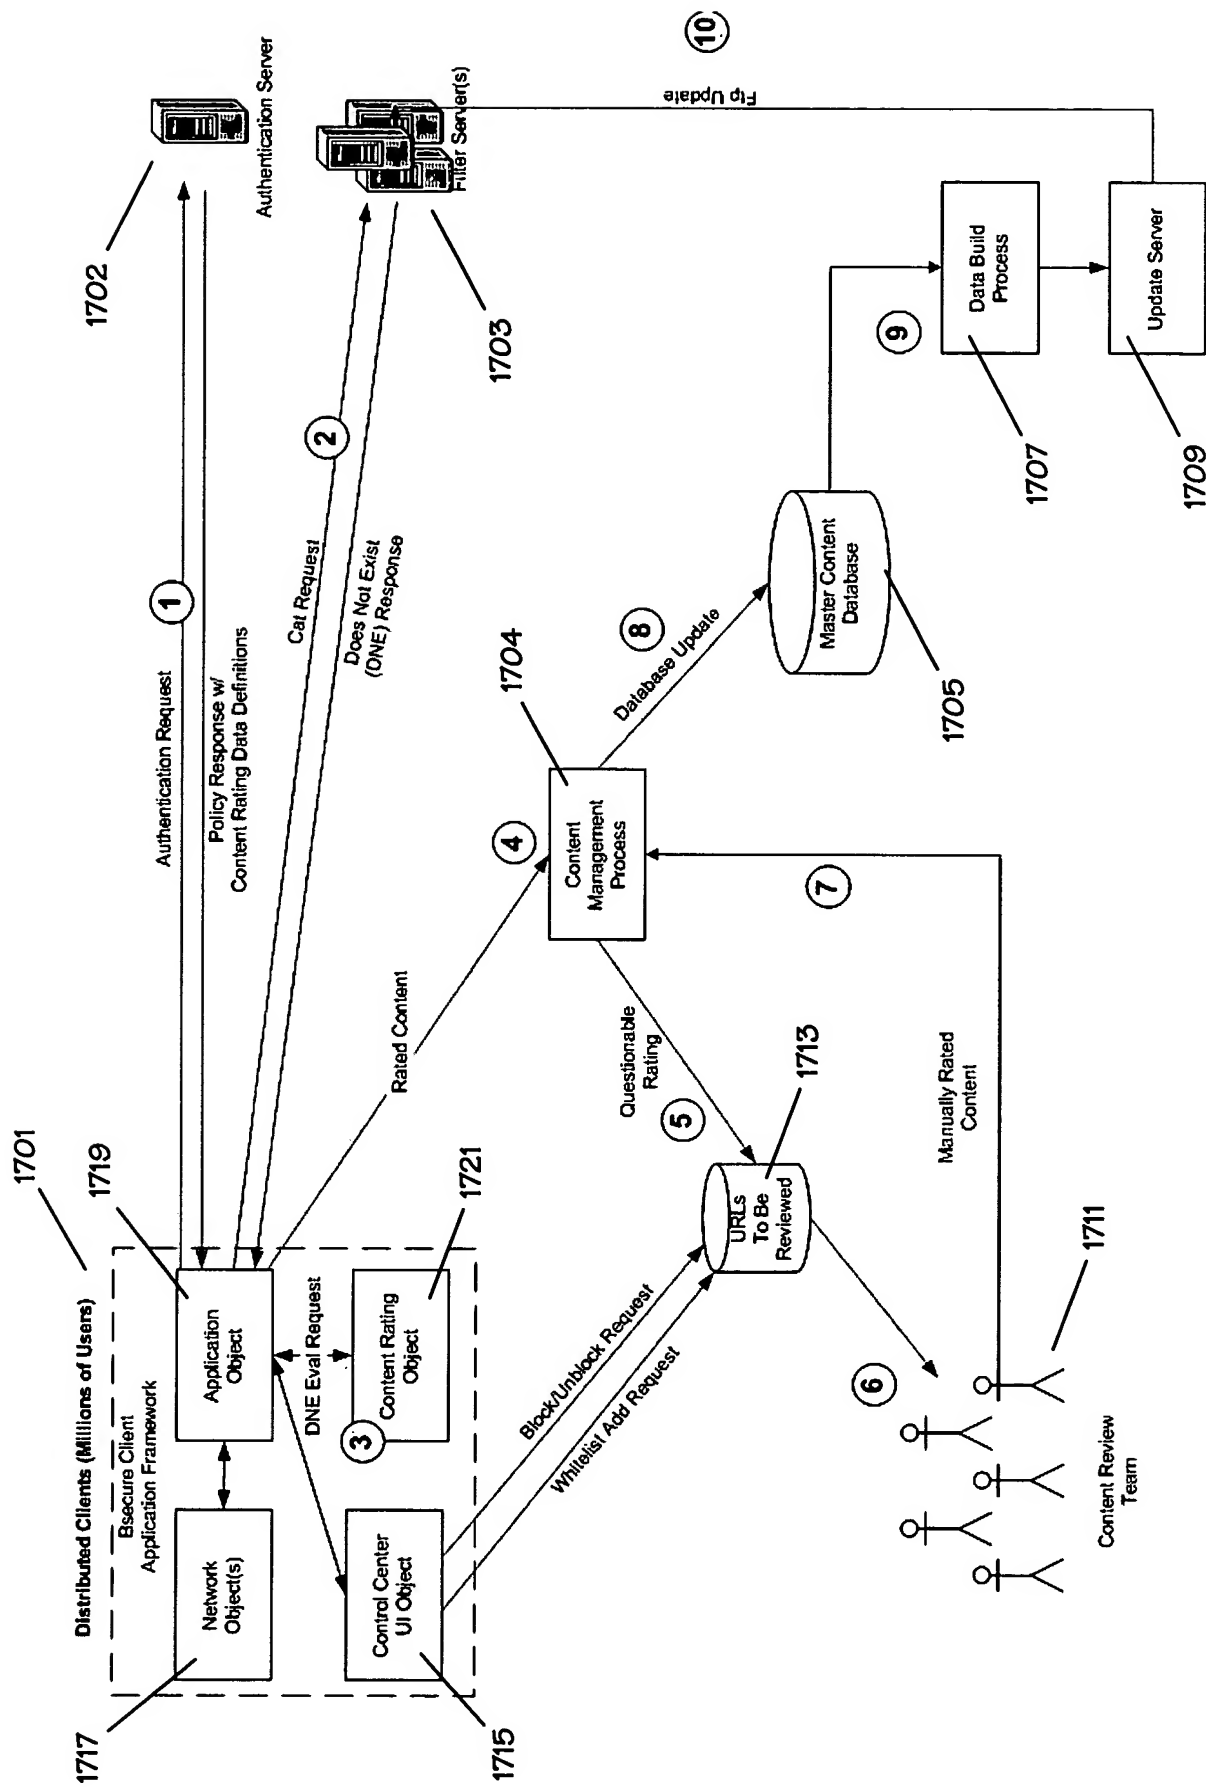 Distributed Clients (Millions of Users)
1701
Bsecure Client
Application Framework
1717
Network
Object(s)
1719
Application
Object
DNE Eval Request
3
Content Rating
Object
1721
Control Center
UI Object
1715
Authentication Request
1
Policy Response w/
Content Rating Data Definitions
1702
Authentication Server
Cat Request
2
Does Not Exist
(DNE) Response
1703
Filter Server(s)
Rated Content
4
Content
Management
Process
1704
Block/Unblock Request
Whitelist Add Request
Questionable
Rating
5
URLs
To Be
Reviewed
1713
6
Content Review
Team
1711
Manually Rated
Content
7
8
Database Update
Master Content
Database
1705
9
Data Build
Process
1707
Update Server
1709
Ftp Update
10